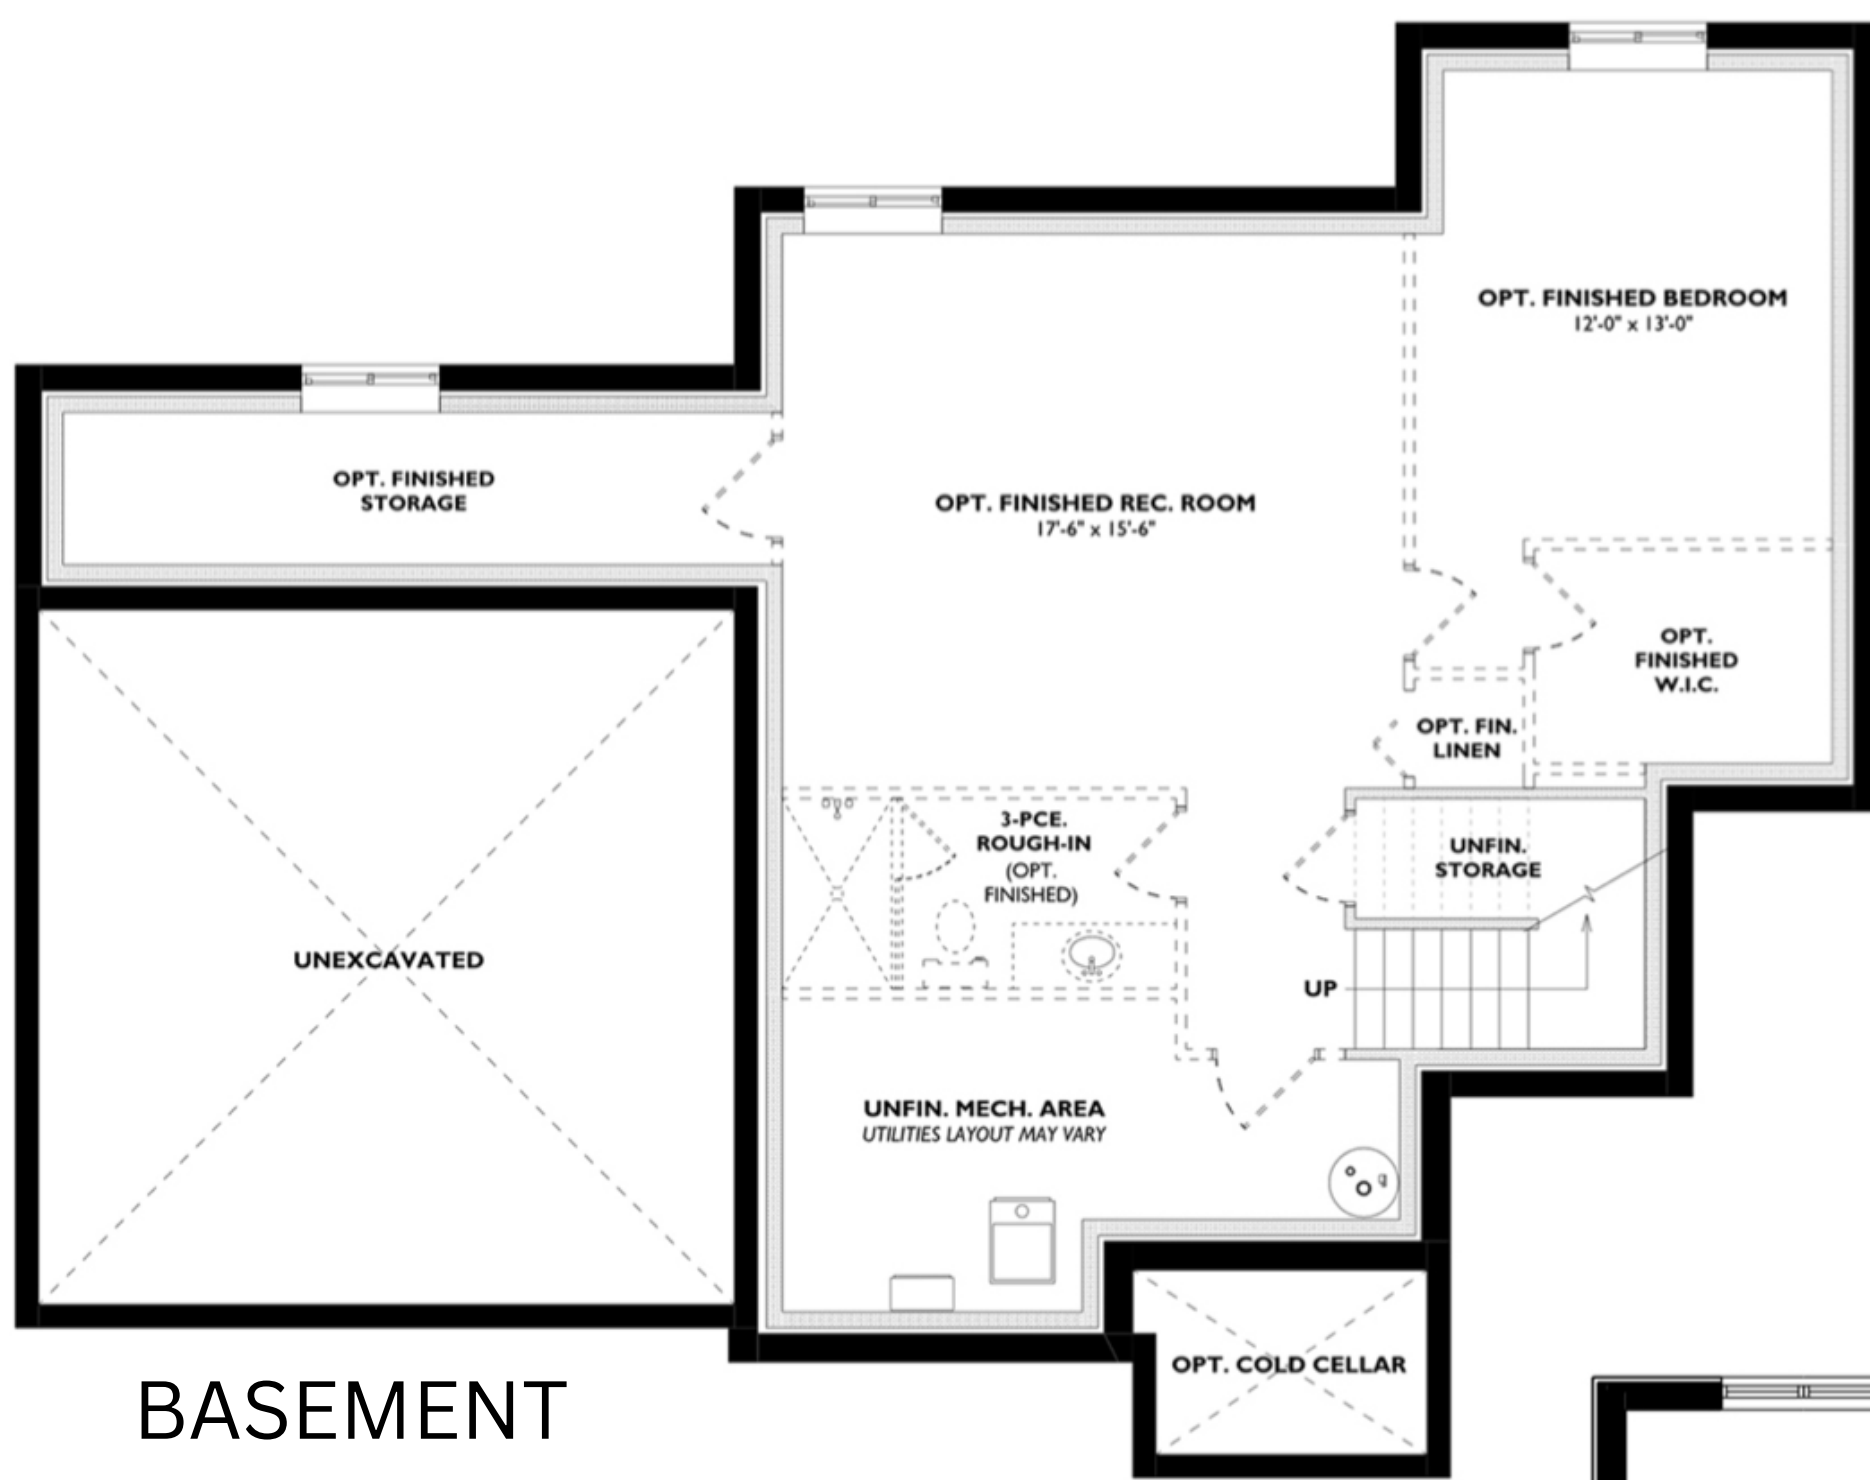 OPT. FINISHED BEDROOM
12'-0" x 13'-0"
OPT. FINISHED
STORAGE
OPT. FINISHED REC. ROOM
17'-6" x 15'-6"
OPT.
FINISHED
W.I.C.
OPT. FIN.
LINEN
3-PCE.
ROUGH-IN
(OPT.
FINISHED)
UNFIN.
STORAGE
UNEXCAVATED
UP
UNFIN. MECH. AREA
UTILITIES LAYOUT MAY VARY
OPT. COLD CELLAR
BASEMENT